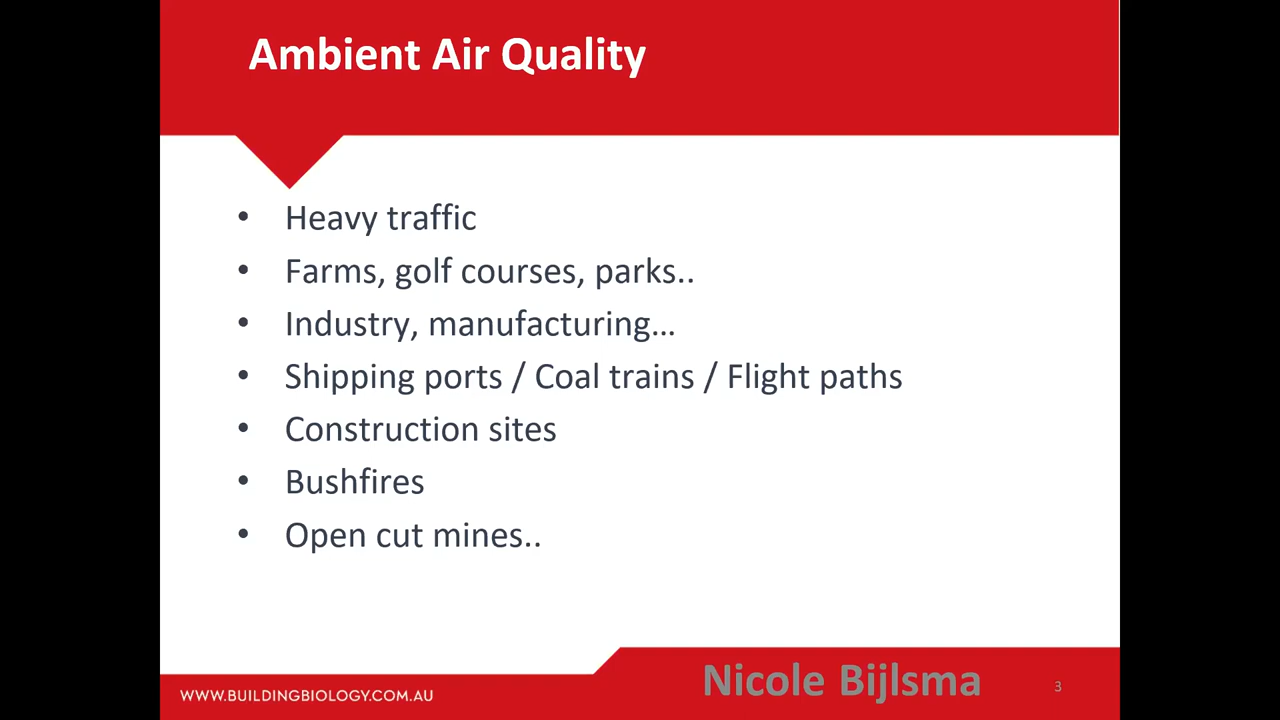 Ambient Air Quality
• Heavy traffic
• Farms, golf courses, parks..
• Industry, manufacturing…
• Shipping ports / Coal trains / Flight paths
• Construction sites
• Bushfires
• Open cut mines..
WWW.BUILDINGBIOLOGY.COM.AU
Nicole Bijlsma
3